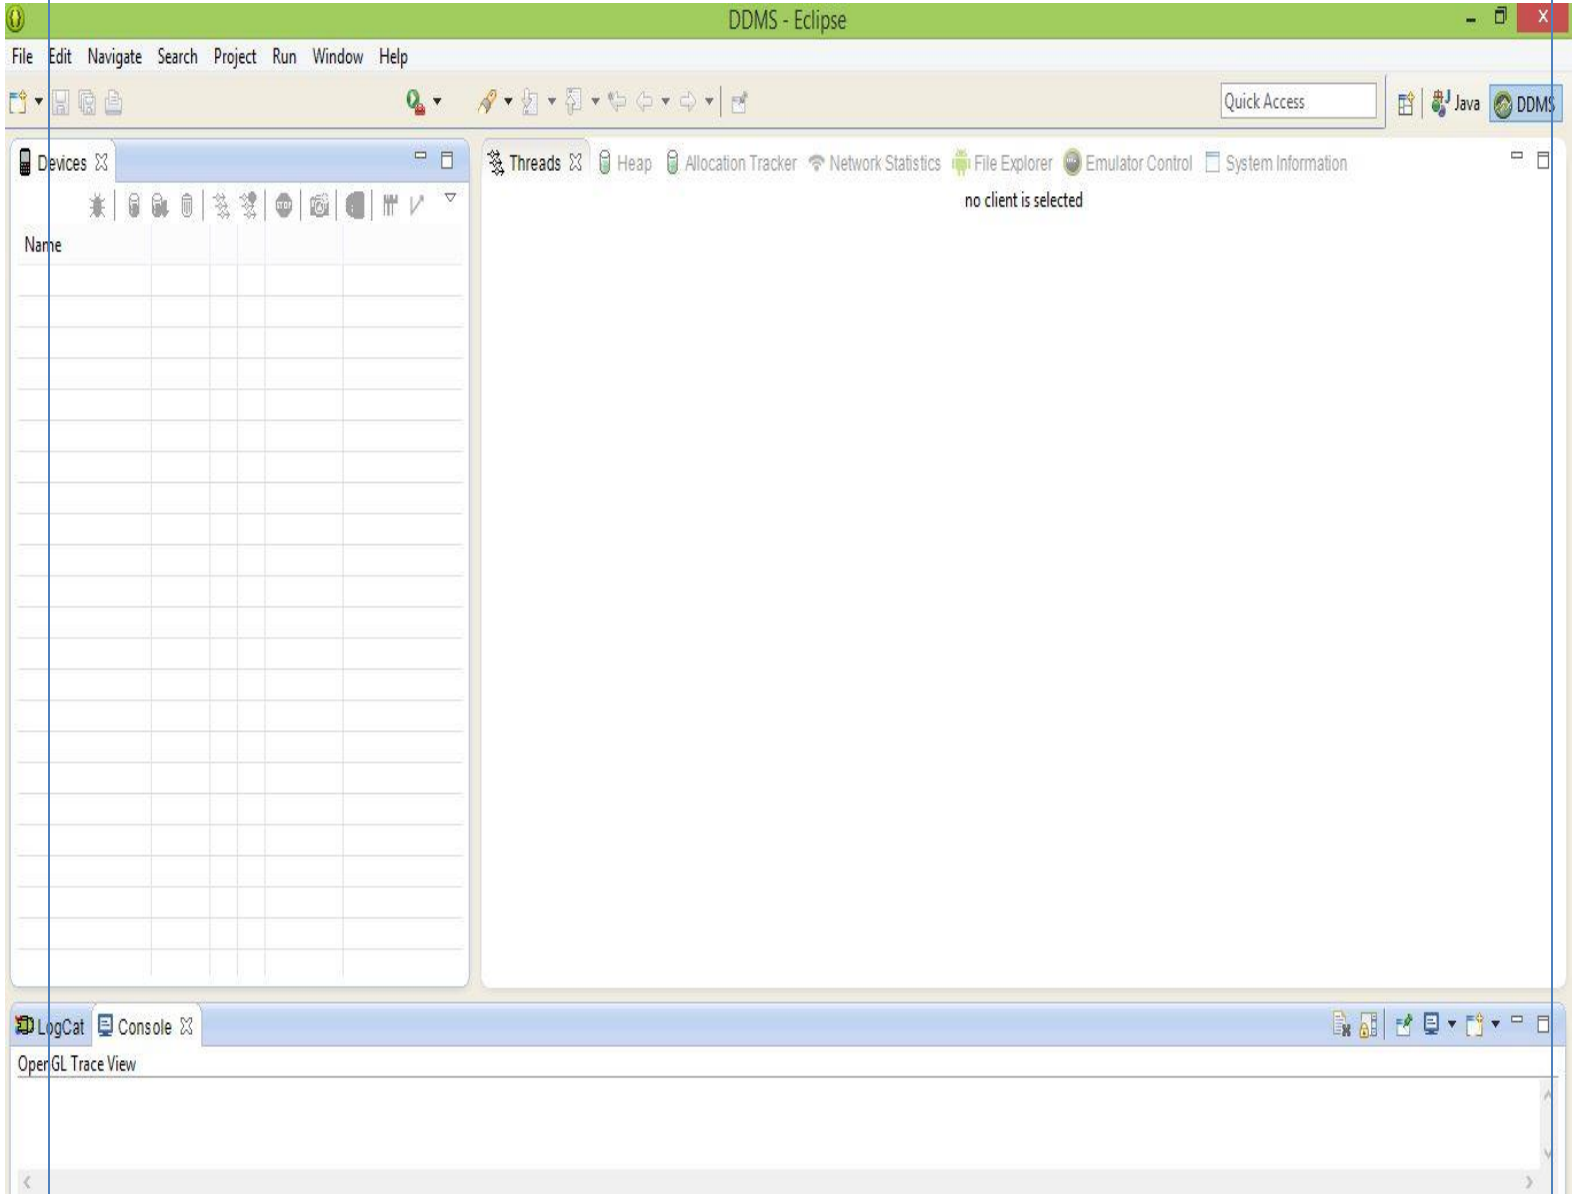 DDMS - Eclipse
File Edit Navigate Search Project Run Window Help
Quick Access Java DDMS
Devices
Threads Heap Allocation Tracker Network Statistics File Explorer Emulator Control System Information
STOP
no client is selected
Name
LogCat Console
OpenGL Trace View